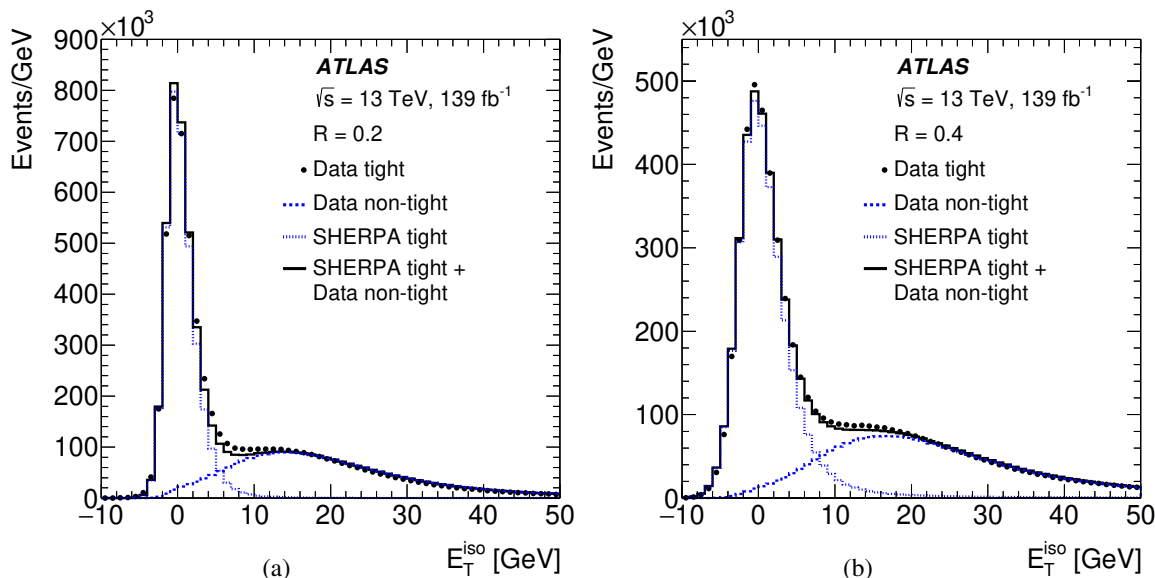 ×10³
900
800
700
600
500
400
300
200
100
0
Events/GeV
ATLAS
√s = 13 TeV, 139 fb⁻¹
R = 0.2
Data tight
Data non-tight
SHERPA tight
SHERPA tight +
Data non-tight
−10 0 10 20 30 40 50
E_T^iso [GeV]
(a)
×10³
500
400
300
200
100
0
Events/GeV
ATLAS
√s = 13 TeV, 139 fb⁻¹
R = 0.4
Data tight
Data non-tight
SHERPA tight
SHERPA tight +
Data non-tight
−10 0 10 20 30 40 50
E_T^iso [GeV]
(b)